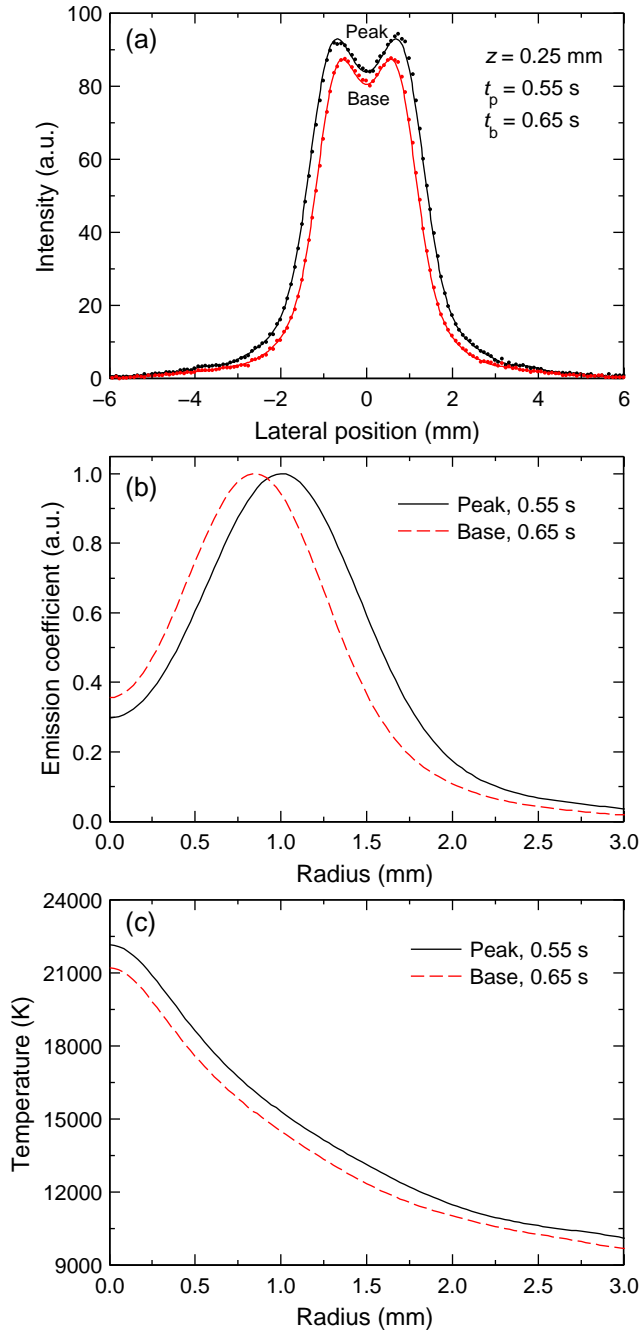 (a)
Peak
Base
z = 0.25 mm
tp = 0.55 s
tb = 0.65 s
100
80
60
40
20
0
Intensity (a.u.)
−6 −4 −2 0 2 4 6
Lateral position (mm)
(b)
Peak, 0.55 s
Base, 0.65 s
1.0
0.8
0.6
0.4
0.2
0.0
Emission coefficient (a.u.)
0.0 0.5 1.0 1.5 2.0 2.5 3.0
Radius (mm)
(c)
Peak, 0.55 s
Base, 0.65 s
24000
21000
18000
15000
12000
9000
Temperature (K)
0.0 0.5 1.0 1.5 2.0 2.5 3.0
Radius (mm)